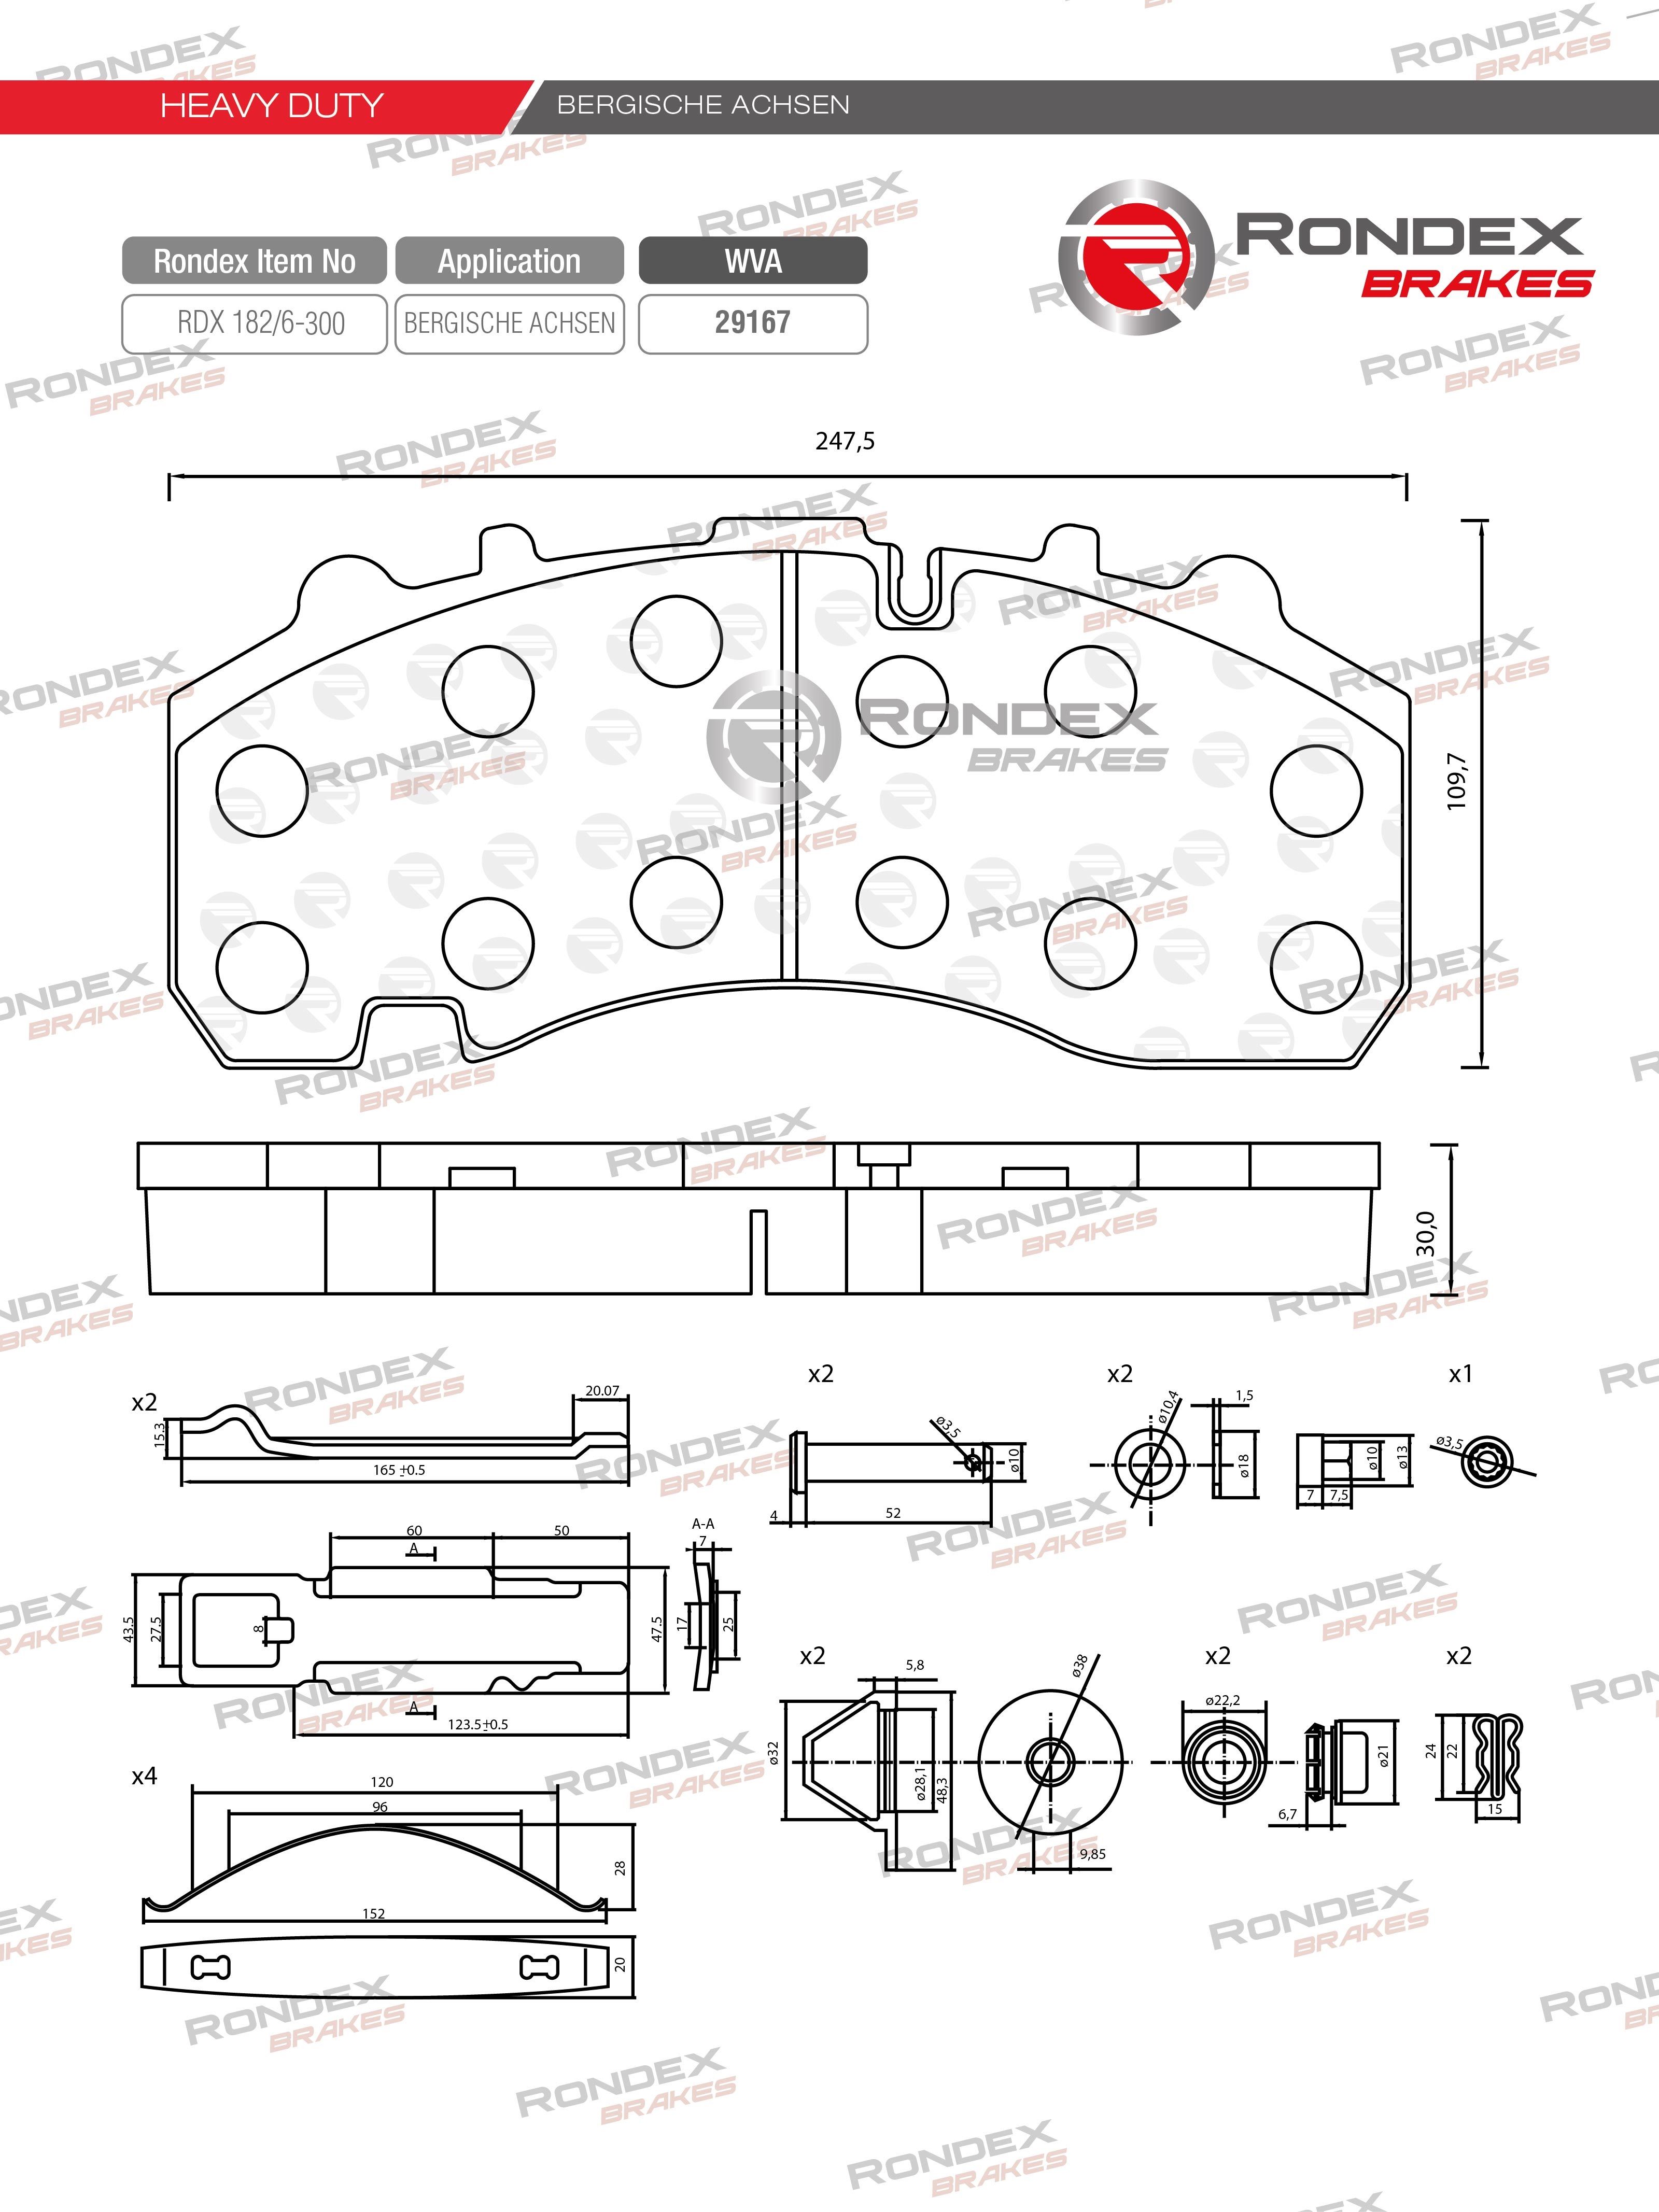 HEAVY DUTY
BERGISCHE ACHSEN
Rondex Item No
Application
WVA
RDX 182/6-300
BERGISCHE ACHSEN
29167
RONDEX
BRAKES
247,5
109,7
RONDEX
BRAKES
30,0
x2
20.07
15.3
165 ±0.5
60
50
A
43.5
27.5
8
47.5
A
123.5±0.5
A-A
7
17
25
x4
120
96
28
152
20
x2
ø3,5
ø10
4
52
x2
ø10,4
1,5
ø18
x1
ø10
ø13
7
7,5
ø3,5
x2
5,8
ø32
ø28,1
48,3
ø38
9,85
x2
ø22,2
ø21
6,7
x2
24
22
15